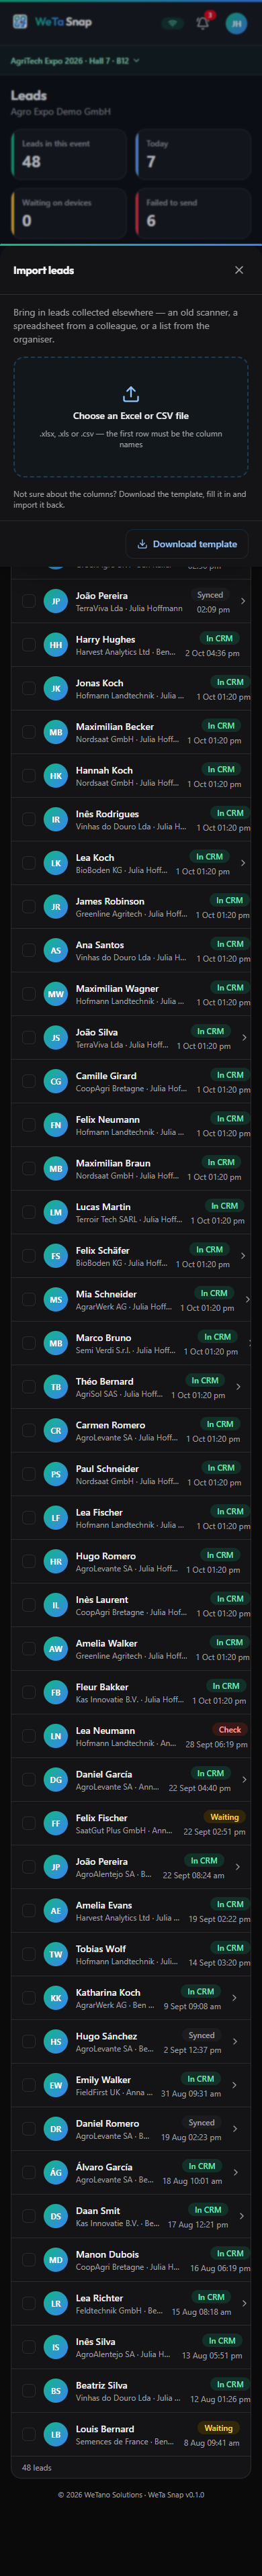 WeTa Snap
3
JH
AgriTech Expo 2026 · Hall 7 · B12
Leads
Agro Expo Demo GmbH
Leads in this event
48
Today
7
Waiting on devices
0
Failed to send
6
Import leads
Bring in leads collected elsewhere — an old scanner, a
spreadsheet from a colleague, or a list from the
organiser.
Choose an Excel or CSV file
.xlsx, .xls or .csv — the first row must be the column
names
Not sure about the columns? Download the template, fill it in and
import it back.
Download template
JP
João Pereira
Synced
TerraViva Lda · Julia Hoffmann
02:09 pm
HH
Harry Hughes
In CRM
Harvest Analytics Ltd · Ben...
2 Oct 04:36 pm
JK
Jonas Koch
In CRM
Hofmann Landtechnik · Julia ...
1 Oct 01:20 pm
MB
Maximilian Becker
In CRM
Nordsaat GmbH · Julia Hoff...
1 Oct 01:20 pm
HK
Hannah Koch
In CRM
Nordsaat GmbH · Julia Hoff...
1 Oct 01:20 pm
IR
Inês Rodrigues
In CRM
Vinhas do Douro Lda · Julia H...
1 Oct 01:20 pm
LK
Lea Koch
In CRM
BioBoden KG · Julia Hoff...
1 Oct 01:20 pm
JR
James Robinson
In CRM
Greenline Agritech · Julia Hoff...
1 Oct 01:20 pm
AS
Ana Santos
In CRM
Vinhas do Douro Lda · Julia ...
1 Oct 01:20 pm
MW
Maximilian Wagner
In CRM
Hofmann Landtechnik · Julia ...
1 Oct 01:20 pm
JS
João Silva
In CRM
TerraViva Lda · Julia Hoff...
1 Oct 01:20 pm
CG
Camille Girard
In CRM
CoopAgri Bretagne · Julia Hof...
1 Oct 01:20 pm
FN
Felix Neumann
In CRM
Hofmann Landtechnik · Julia ...
1 Oct 01:20 pm
MB
Maximilian Braun
In CRM
Nordsaat GmbH · Julia Hoff...
1 Oct 01:20 pm
LM
Lucas Martin
In CRM
Terroir Tech SARL · Julia Hoff...
1 Oct 01:20 pm
FS
Felix Schäfer
In CRM
BioBoden KG · Julia Hoff...
1 Oct 01:20 pm
MS
Mia Schneider
In CRM
AgrarWerk AG · Julia Hoff...
1 Oct 01:20 pm
MB
Marco Bruno
In CRM
Semi Verdi S.r.l. · Julia Hoff...
1 Oct 01:20 pm
TB
Théo Bernard
In CRM
AgriSol SAS · Julia Hoff...
1 Oct 01:20 pm
CR
Carmen Romero
In CRM
AgroLevante SA · Julia Hoff...
1 Oct 01:20 pm
PS
Paul Schneider
In CRM
Nordsaat GmbH · Julia Hoff...
1 Oct 01:20 pm
LF
Lea Fischer
In CRM
Hofmann Landtechnik · Julia ...
1 Oct 01:20 pm
HR
Hugo Romero
In CRM
AgroLevante SA · Julia Hoff...
1 Oct 01:20 pm
IL
Inès Laurent
In CRM
CoopAgri Bretagne · Julia Hof...
1 Oct 01:20 pm
AW
Amelia Walker
In CRM
Greenline Agritech · Julia Hoff...
1 Oct 01:20 pm
FB
Fleur Bakker
In CRM
Kas Innovatie B.V. · Julia Hoff...
1 Oct 01:20 pm
LN
Lea Neumann
Check
Hofmann Landtechnik · An...
28 Sept 06:19 pm
DG
Daniel García
In CRM
AgroLevante SA · Ann...
22 Sept 04:40 pm
FF
Felix Fischer
Waiting
SaatGut Plus GmbH · Ann...
22 Sept 02:51 pm
JP
João Pereira
In CRM
AgroAlentejo SA · B...
22 Sept 08:24 am
AE
Amelia Evans
In CRM
Harvest Analytics Ltd · Julia ...
19 Sept 02:22 pm
TW
Tobias Wolf
In CRM
Hofmann Landtechnik · Juli...
14 Sept 03:20 pm
KK
Katharina Koch
In CRM
AgrarWerk AG · Ben ...
9 Sept 09:08 am
HS
Hugo Sánchez
Synced
AgroLevante SA · Be...
2 Sept 12:37 pm
EW
Emily Walker
In CRM
FieldFirst UK · Anna ...
31 Aug 09:31 am
DR
Daniel Romero
Synced
AgroLevante SA · B...
19 Aug 02:23 pm
ÁG
Álvaro García
In CRM
AgroLevante SA · Be...
18 Aug 10:01 am
DS
Daan Smit
In CRM
Kas Innovatie B.V. · Be...
17 Aug 12:21 pm
MD
Manon Dubois
In CRM
CoopAgri Bretagne · Julia H...
16 Aug 06:19 pm
LR
Lea Richter
In CRM
Feldtechnik GmbH · Be...
15 Aug 08:18 am
IS
Inês Silva
In CRM
AgroAlentejo SA · Julia H...
13 Aug 05:51 pm
BS
Beatriz Silva
In CRM
Vinhas do Douro Lda · Julia ...
12 Aug 01:26 pm
LB
Louis Bernard
Waiting
Semences de France · Ben...
8 Aug 09:41 am
48 leads
© 2026 WeTano Solutions · WeTa Snap v0.1.0